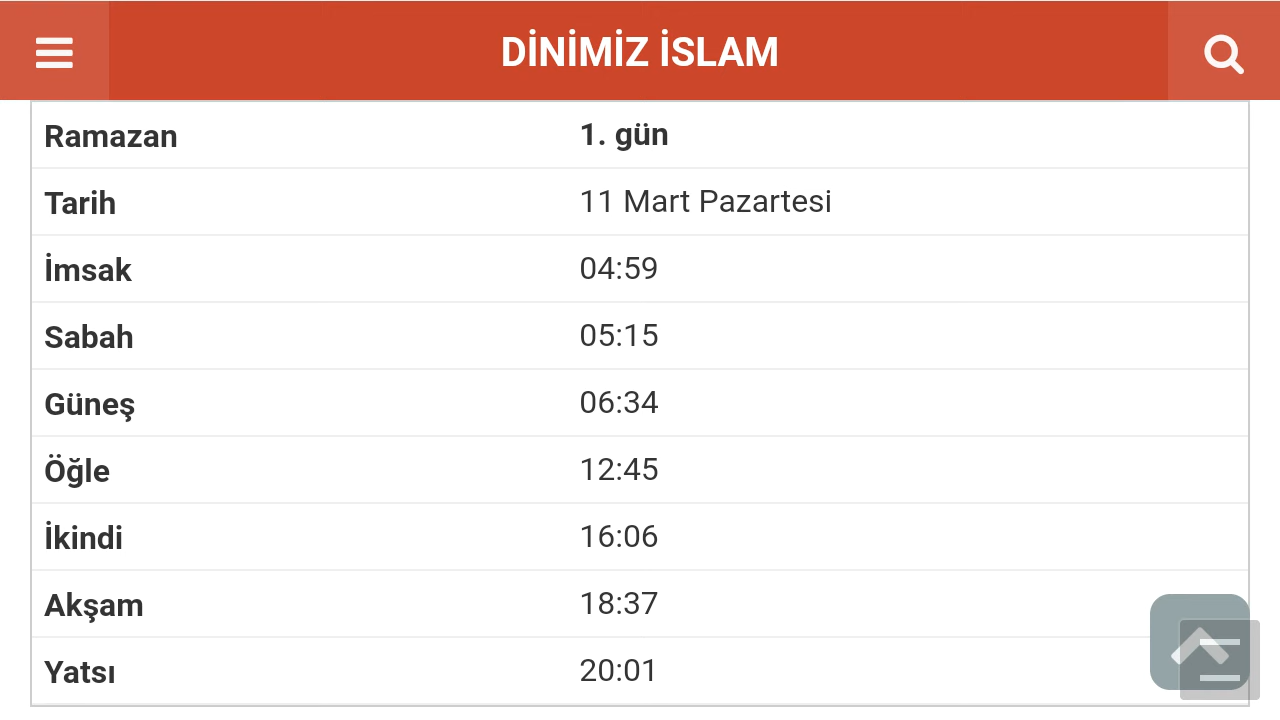 DİNİMİZ İSLAM
Ramazan 1. gün
Tarih 11 Mart Pazartesi
İmsak 04:59
Sabah 05:15
Güneş 06:34
Öğle 12:45
İkindi 16:06
Akşam 18:37
Yatsı 20:01